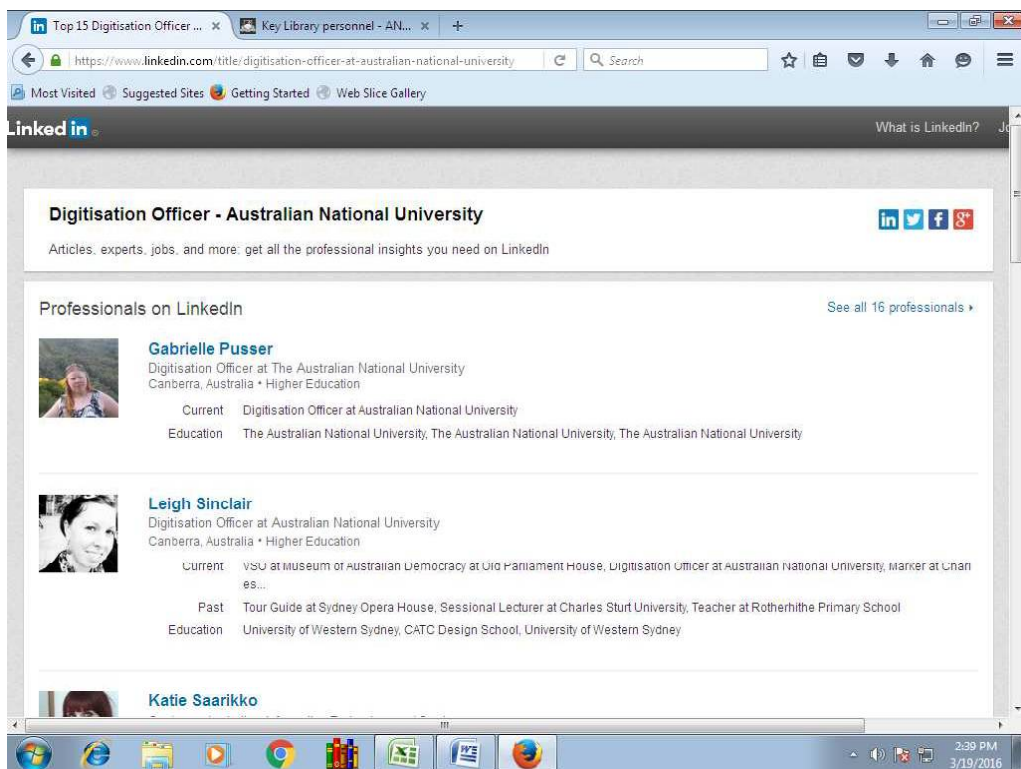 Top 15 Digitisation Officer ... ×
Key Library personnel - AN... × +
https://www.linkedin.com/title/digitisation-officer-at-australian-national-university
Search
Most Visited Suggested Sites Getting Started Web Slice Gallery
Linked in
What is LinkedIn?
Digitisation Officer - Australian National University
Articles, experts, jobs, and more: get all the professional insights you need on LinkedIn
Professionals on LinkedIn
See all 16 professionals
Gabrielle Pusser
Digitisation Officer at The Australian National University
Canberra, Australia • Higher Education
Current Digitisation Officer at Australian National University
Education The Australian National University, The Australian National University, The Australian National University
Leigh Sinclair
Digitisation Officer at Australian National University
Canberra, Australia • Higher Education
Current VSO at Museum of Australian Democracy at Old Parliament House, Digitisation Officer at Australian National University, Marker at Charl
es...
Past Tour Guide at Sydney Opera House, Sessional Lecturer at Charles Sturt University, Teacher at Rotherhithe Primary School
Education University of Western Sydney, CATC Design School, University of Western Sydney
Katie Saarikko
2:39 PM
3/19/2016